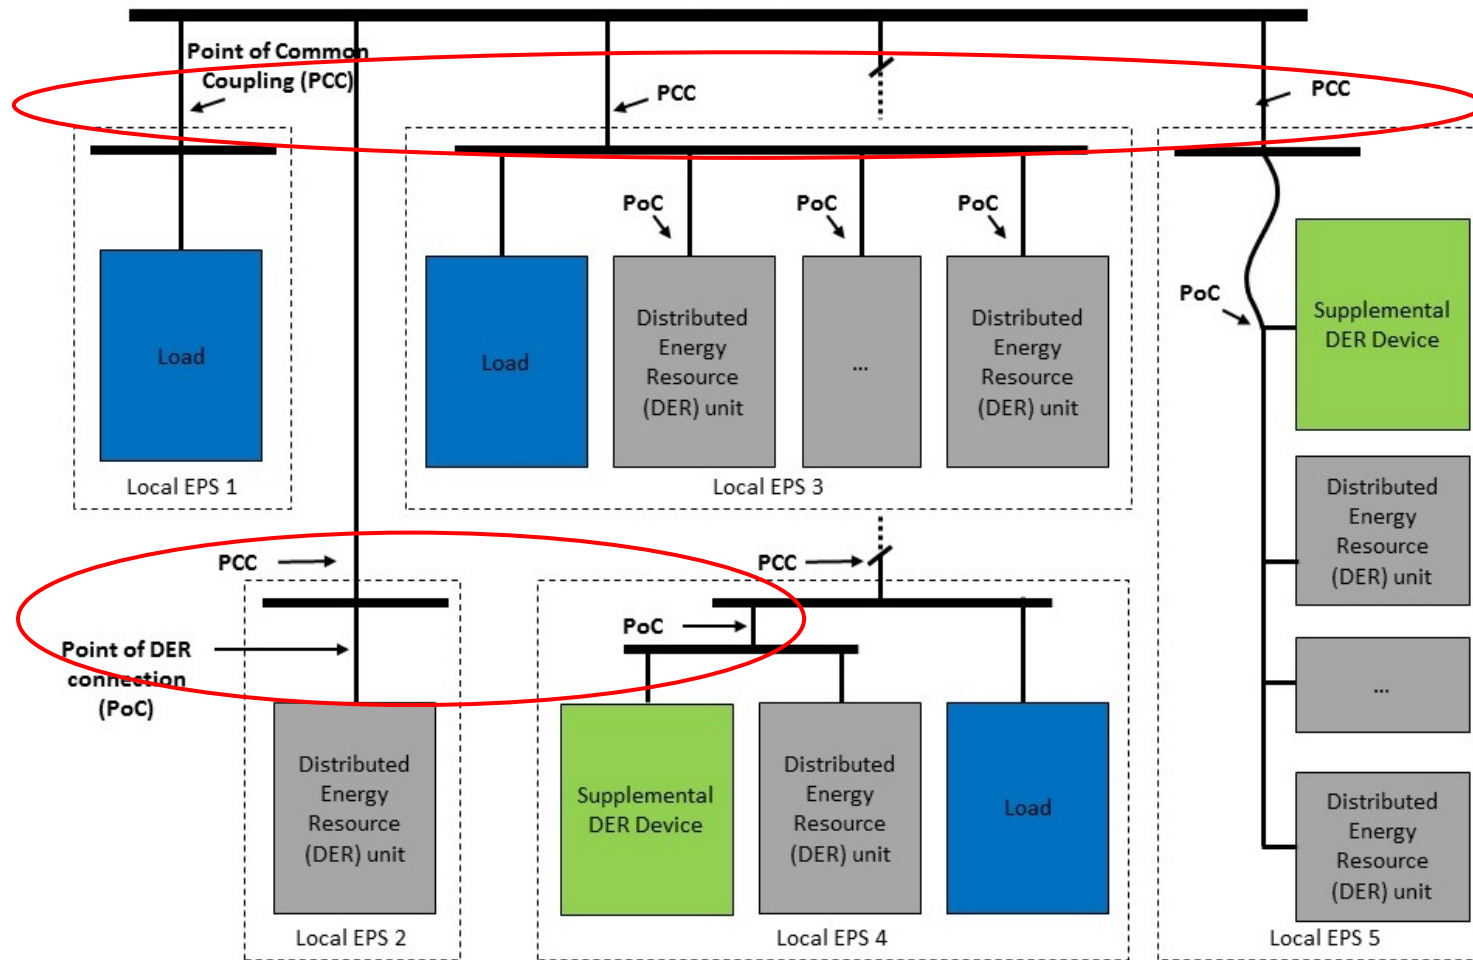 Point of Common
Coupling (PCC)
PCC
PCC
PoC
PoC
PoC
Load
Load
Distributed
Energy
Resource
(DER) unit
...
Distributed
Energy
Resource
(DER) unit
PoC
Supplemental
DER Device
Local EPS 1
Local EPS 3
Distributed
Energy
Resource
(DER) unit
...
Distributed
Energy
Resource
(DER) unit
Local EPS 5
PCC
Point of DER
connection
(PoC)
Distributed
Energy
Resource
(DER) unit
Local EPS 2
PCC
PoC
Supplemental
DER Device
Distributed
Energy
Resource
(DER) unit
Load
Local EPS 4